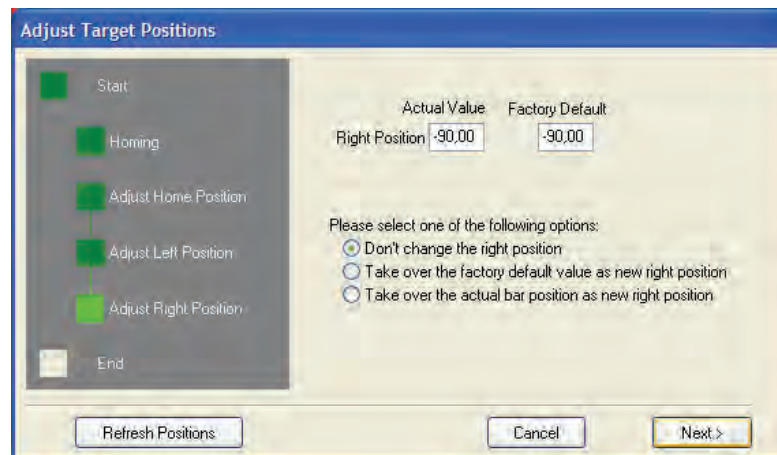 Adjust Target Positions
Start
Homing
Adjust Home Position
Adjust Left Position
Adjust Right Position
End
Actual Value Factory Default
Right Position -90,00 -90,00
Please select one of the following options:
Don't change the right position
Take over the factory default value as new right position
Take over the actual bar position as new right position
Refresh Positions Cancel Next >